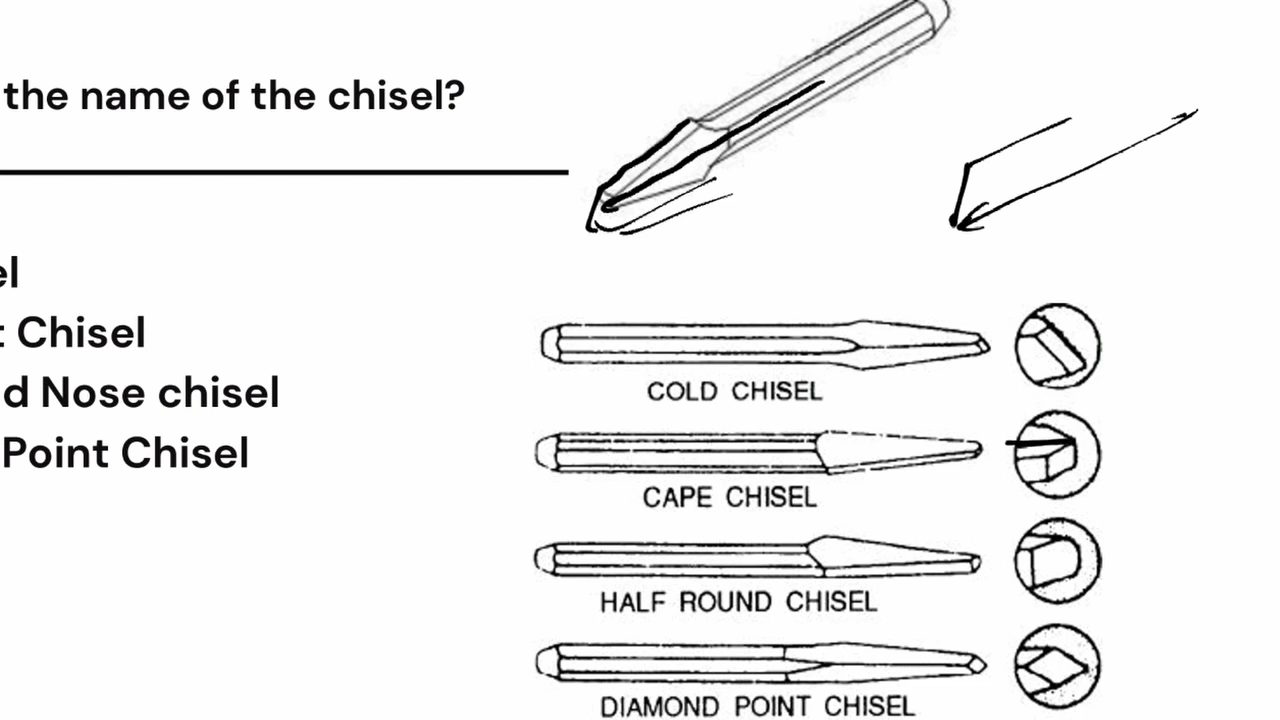 the name of the chisel?
el
t Chisel
d Nose chisel
Point Chisel
COLD CHISEL
CAPE CHISEL
HALF ROUND CHISEL
DIAMOND POINT CHISEL